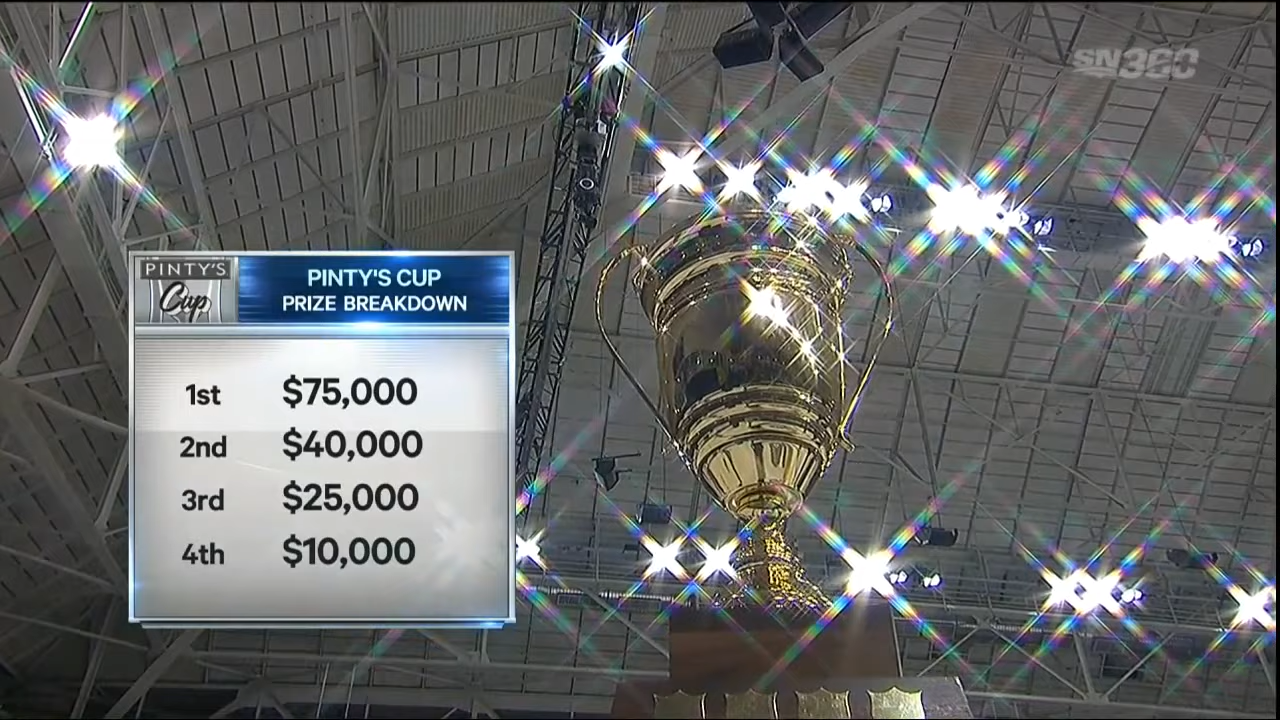 SN360
PINTY'S
Cup
PINTY'S CUP
PRIZE BREAKDOWN
1st $75,000
2nd $40,000
3rd $25,000
4th $10,000